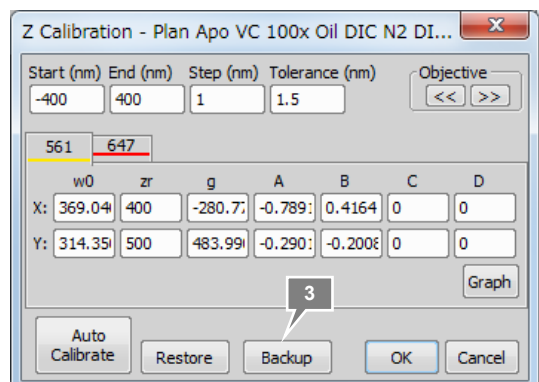 Z Calibration - Plan Apo VC 100x Oil DIC N2 DI...
Start (nm) End (nm) Step (nm) Tolerance (nm) Objective
-400 400 1 1.5 << >>
561 647
w0 zr g A B C D
X: 369.04 400 -280.7 -0.789 0.4164 0 0
Y: 314.35 500 483.99 -0.290 -0.2008 0 0
Graph
3
Auto
Calibrate Restore Backup OK Cancel